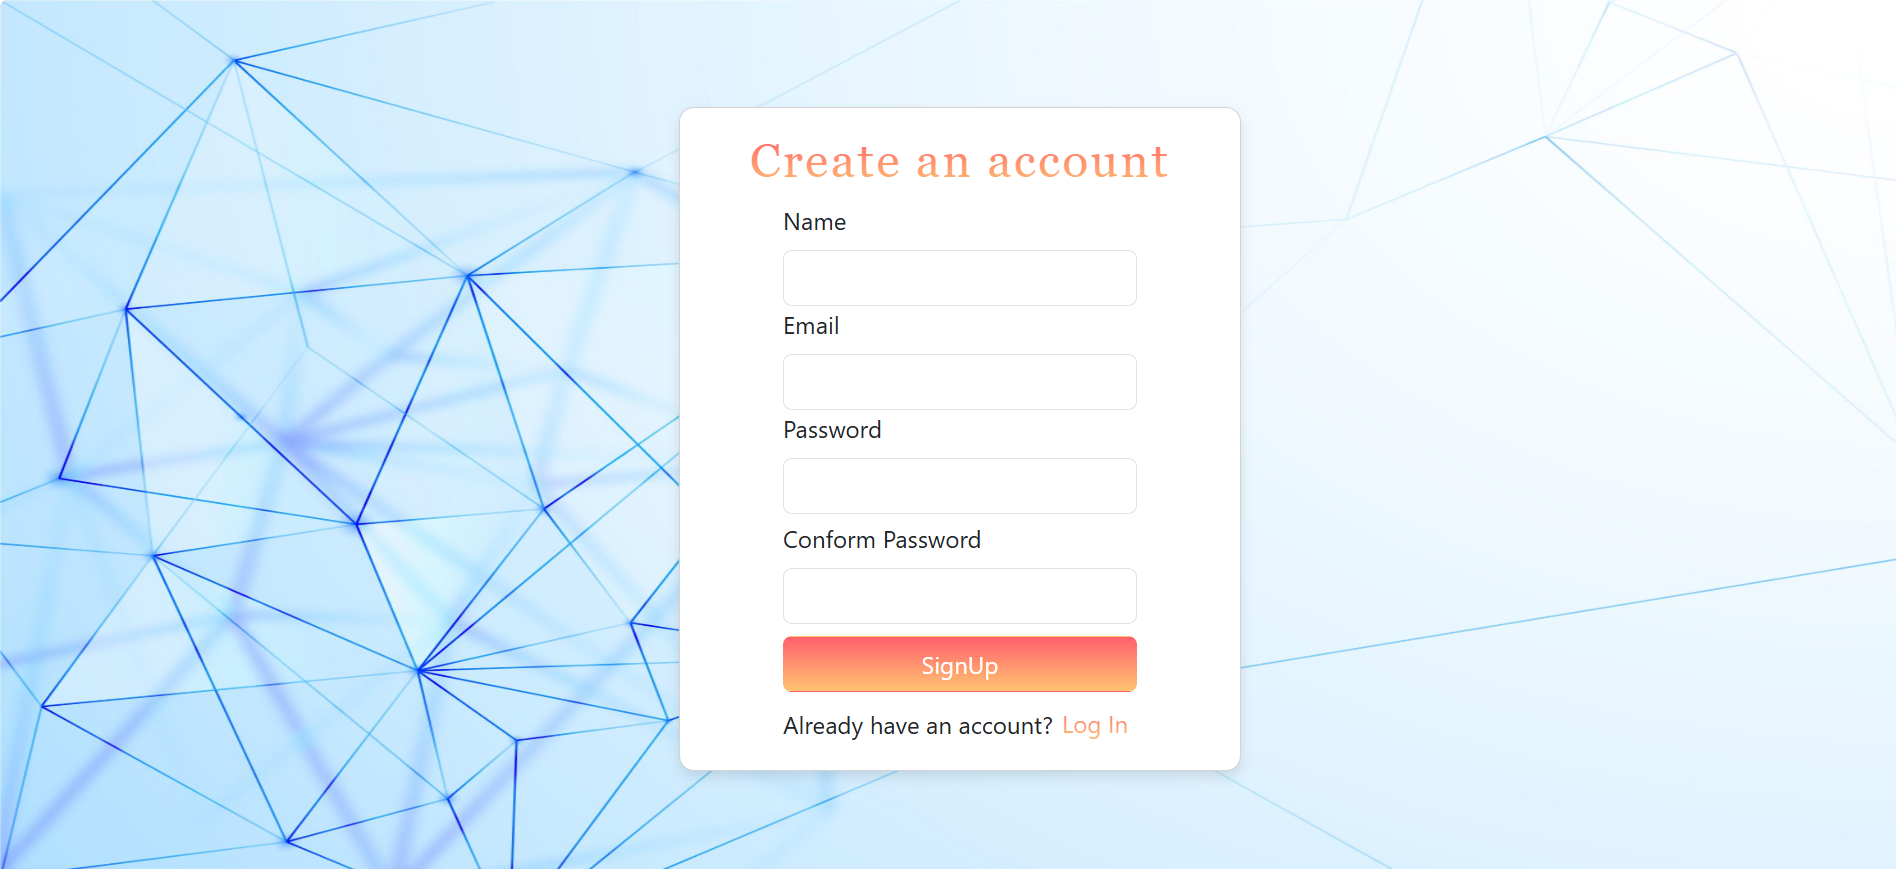 Create an account
Name
Email
Password
Conform Password
SignUp
Already have an account? Log In